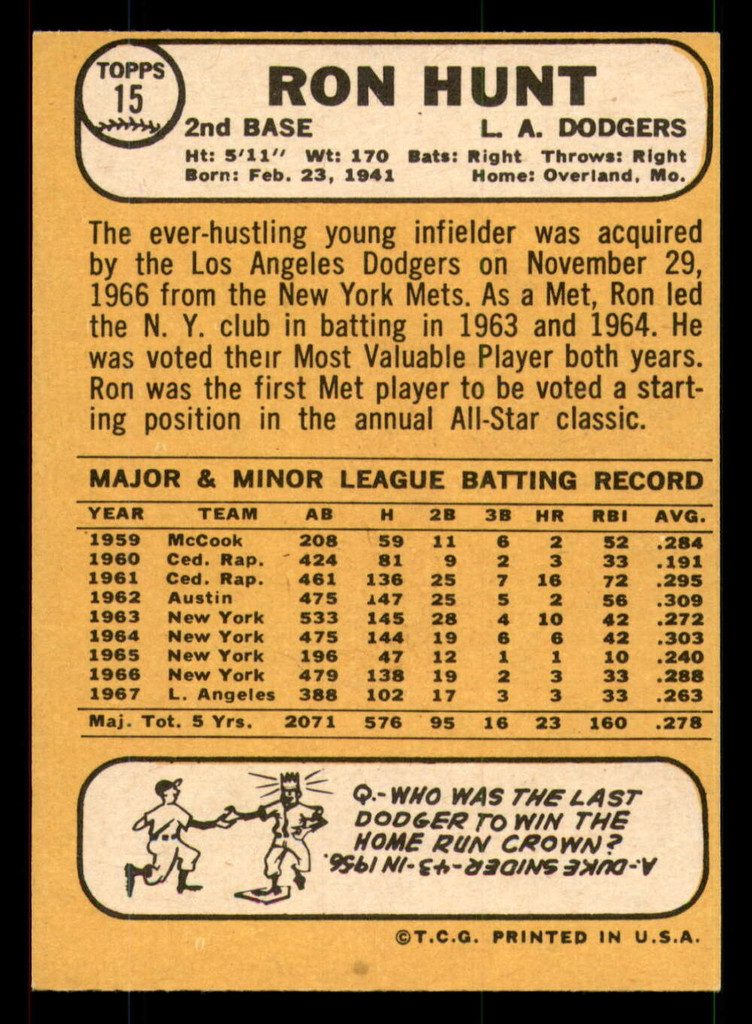 TOPPS
15
RON HUNT
2nd BASE L. A. DODGERS
Ht: 5'11" Wt: 170 Bats: Right Throws: Right
Born: Feb. 23, 1941 Home: Overland, Mo.
The ever-hustling young infielder was acquired
by the Los Angeles Dodgers on November 29,
1966 from the New York Mets. As a Met, Ron led
the N. Y. club in batting in 1963 and 1964. He
was voted their Most Valuable Player both years.
Ron was the first Met player to be voted a start-
ing position in the annual All-Star classic.
MAJOR & MINOR LEAGUE BATTING RECORD
YEAR TEAM AB H 2B 3B HR RBI AVG.
1959 McCook 208 59 11 6 2 52 .284
1960 Ced. Rap. 424 81 9 2 3 33 .191
1961 Ced. Rap. 461 136 25 7 16 72 .295
1962 Austin 475 147 25 5 2 56 .309
1963 New York 533 145 28 4 10 42 .272
1964 New York 475 144 19 6 6 42 .303
1965 New York 196 47 12 1 1 10 .240
1966 New York 479 138 19 2 3 33 .288
1967 L. Angeles 388 102 17 3 3 33 .263
Maj. Tot. 5 Yrs. 2071 576 95 16 23 160 .278
Q.-WHO WAS THE LAST
DODGER TO WIN THE
HOME RUN CROWN?
A-DUKE SNIDER-43-IN 1956.
©T.C.G. PRINTED IN U.S.A.